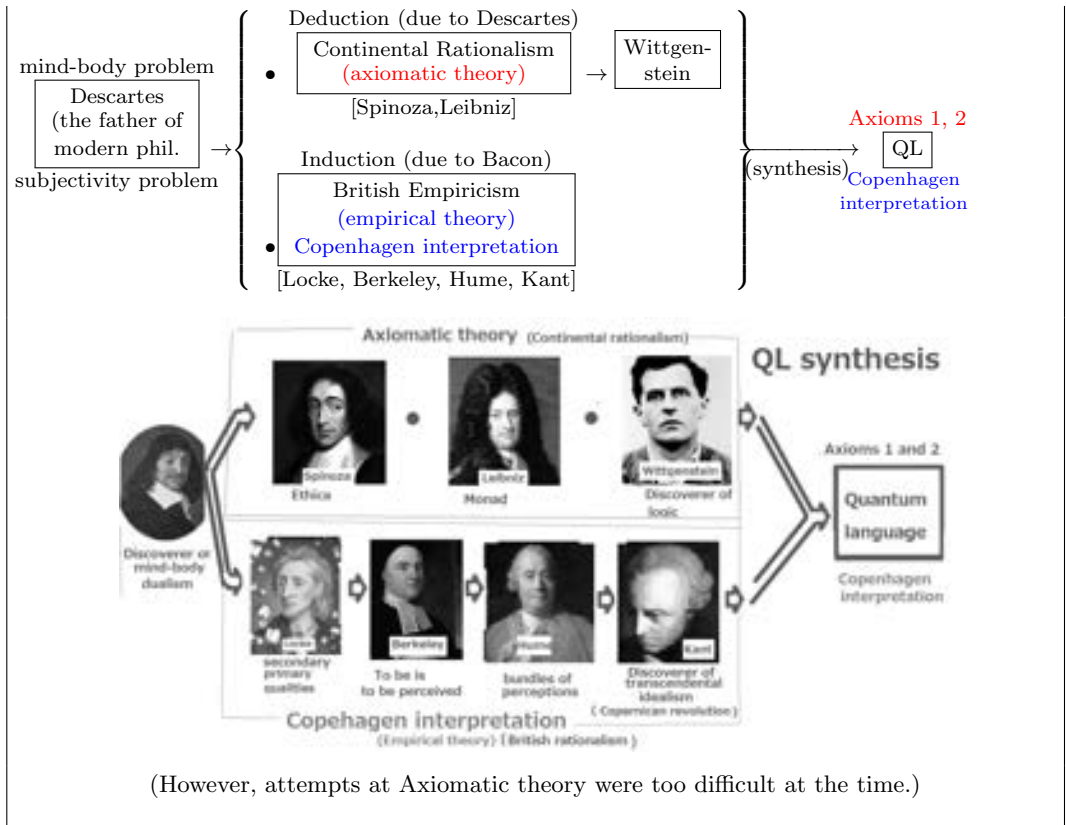 Deduction (due to Descartes)
Continental Rationalism
(axiomatic theory)
[Spinoza,Leibniz]
→
Wittgen-
stein
mind-body problem
Descartes
(the father of
modern phil.
subjectivity problem
→
Induction (due to Bacon)
British Empiricism
(empirical theory)
Copenhagen interpretation
[Locke, Berkeley, Hume, Kant]
(synthesis)
Axioms 1, 2
QL
Copenhagen
interpretation
Axiomatic theory (Continental rationalism)
QL synthesis
Spinoza
Ethica
Leibniz
Monad
Wittgenstein
Discoverer of
logic
Axioms 1 and 2
Quantum
language
Copenhagen
interpretation
Discoverer or
mind-body
dualism
Locke
secondary
primary
qualities
Berkeley
To be is
to be perceived
Hume
bundles of
perceptions
Kant
Discoverer of
transcendental
idealism
( Copernican revolution )
Copehagen interpretation
(Empirical theory) ( British rationalism )
(However, attempts at Axiomatic theory were too difficult at the time.)